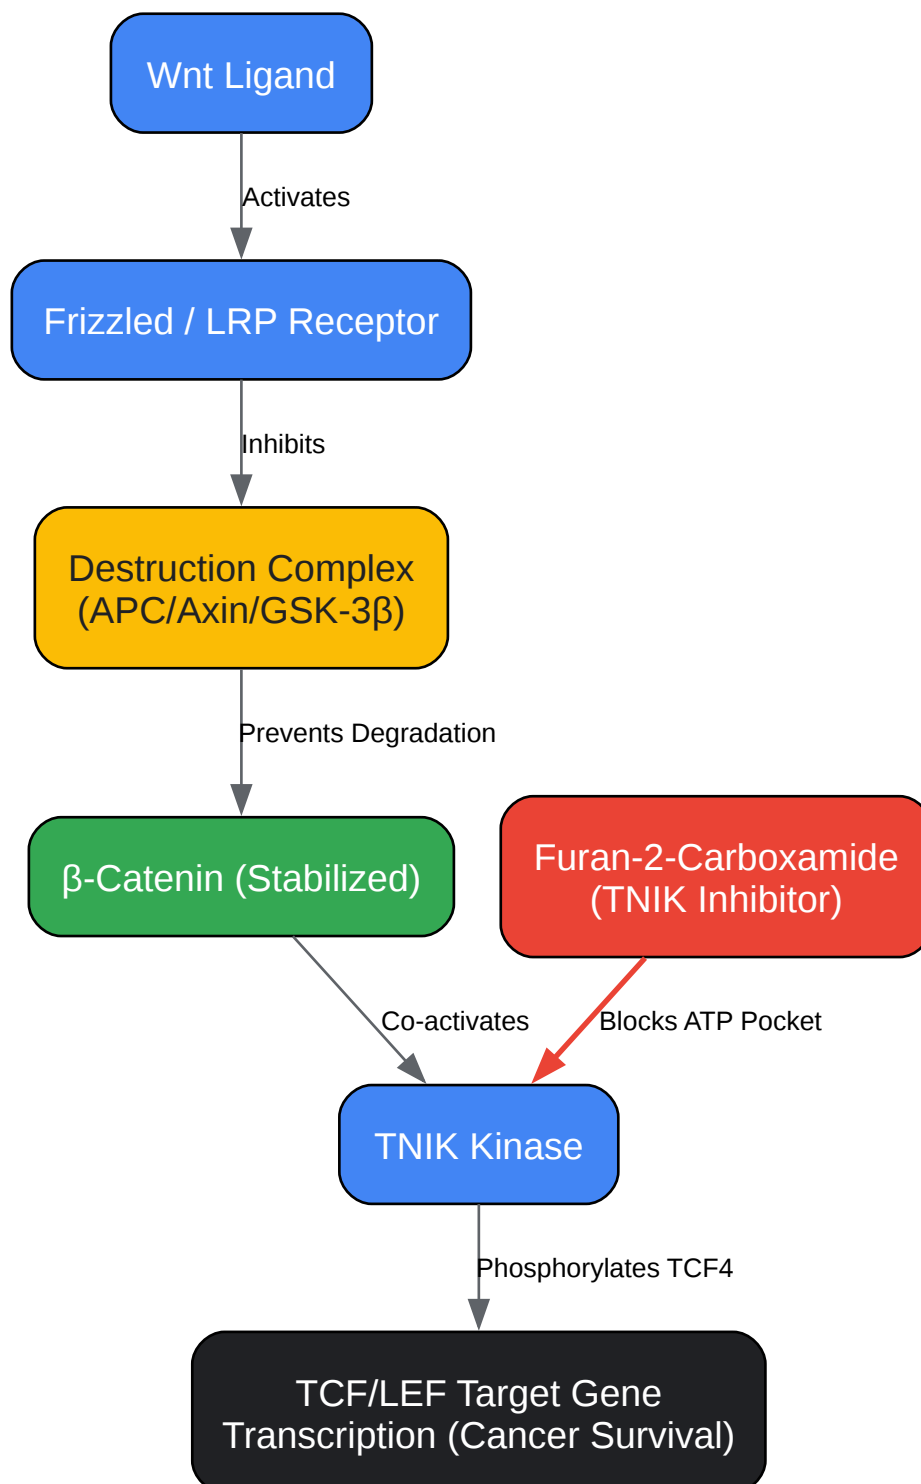 Wnt Ligand
Activates
Frizzled / LRP Receptor
Inhibits
Destruction Complex
(APC/Axin/GSK-3β)
Prevents Degradation
β-Catenin (Stabilized)
Furan-2-Carboxamide
(TNIK Inhibitor)
Co-activates
Blocks ATP Pocket
TNIK Kinase
Phosphorylates TCF4
TCF/LEF Target Gene
Transcription (Cancer Survival)